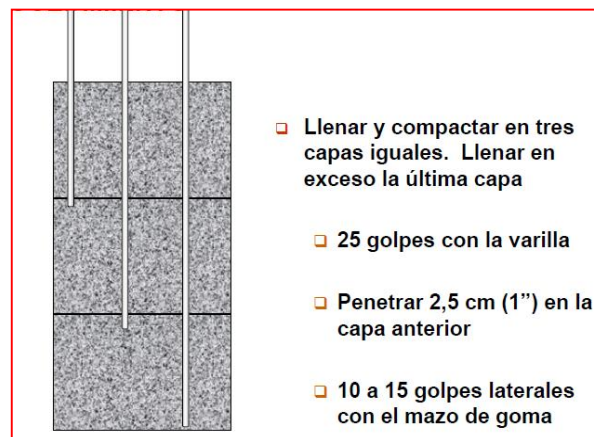 Llenar y compactar en tres
capas iguales. Llenar en
exceso la última capa
25 golpes con la varilla
Penetrar 2,5 cm (1”) en la
capa anterior
10 a 15 golpes laterales
con el mazo de goma